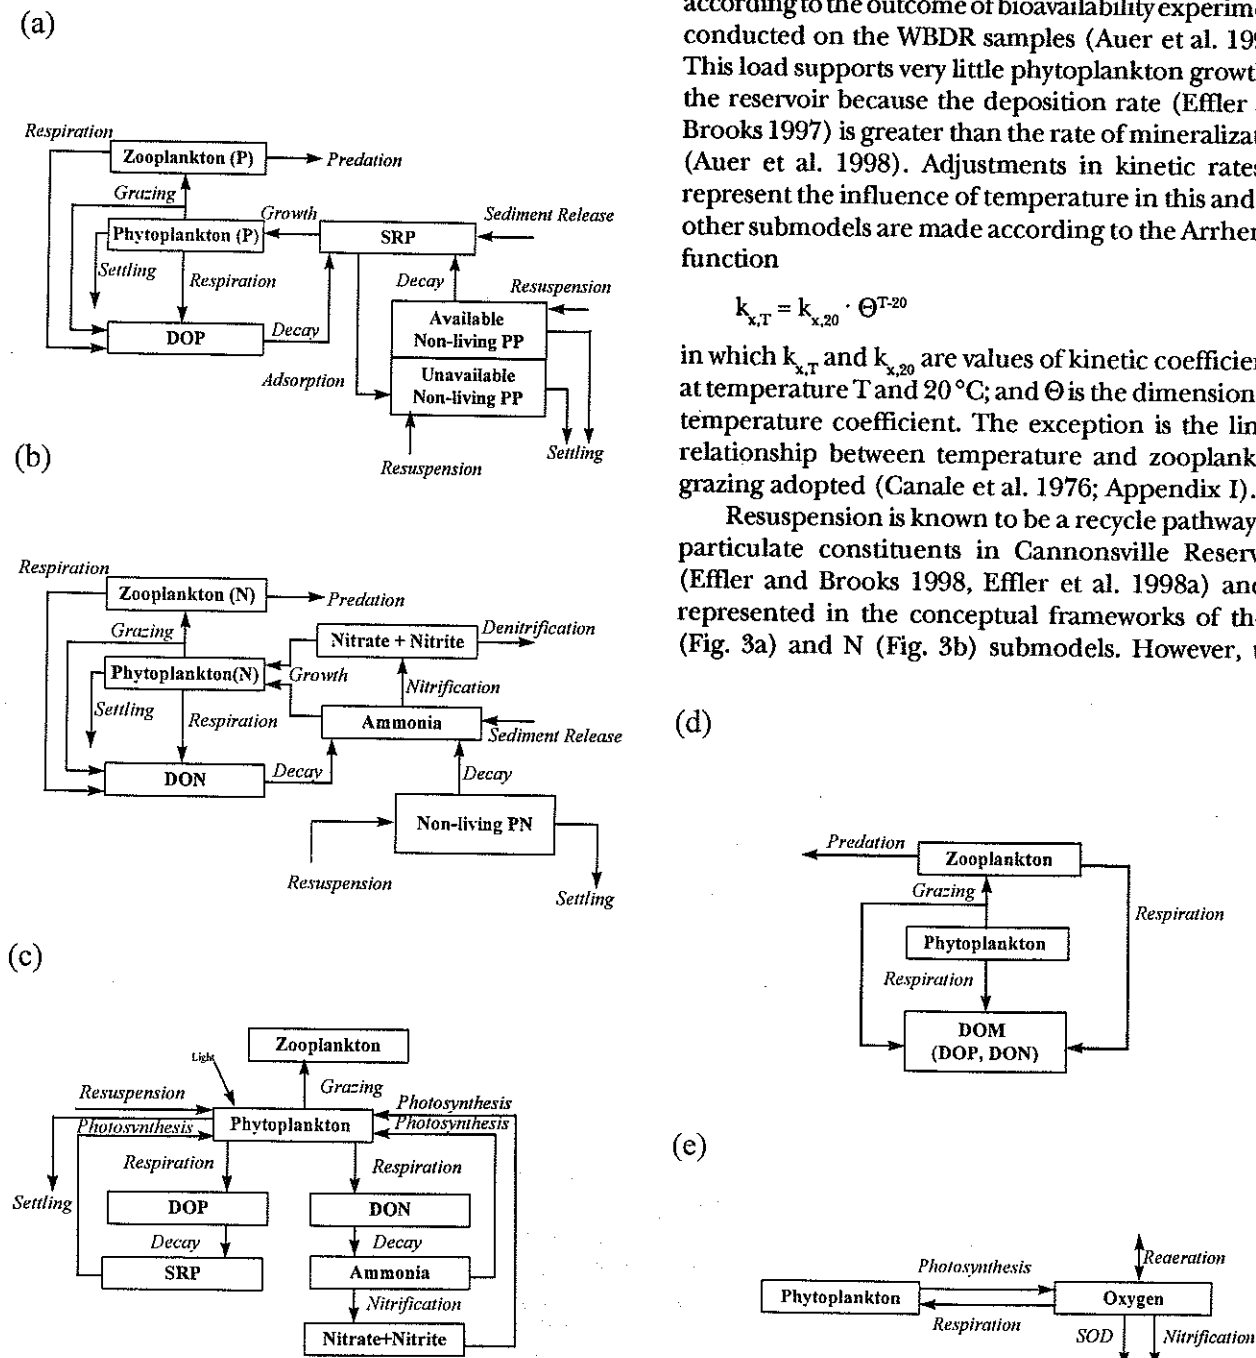 (a)
Respiration
Zooplankton (P)
Predation
Grazing
Growth
Phytoplankton (P)
SRP
Sediment Release
Settling
Respiration
Decay
Resuspension
DOP
Decay
Available
Non-living PP
Adsorption
Unavailable
Non-living PP
Settling
Resuspension
(b)
Respiration
Zooplankton (N)
Predation
Grazing
Nitrate + Nitrite
Denitrification
Phytoplankton(N)
Growth
Nitrification
Settling
Respiration
Ammonia
Sediment Release
DON
Decay
Decay
Non-living PN
Resuspension
Settling
(c)
Light
Zooplankton
Grazing
Resuspension
Photosynthesis
Phytoplankton
Photosynthesis
Photosynthesis
Respiration
Respiration
Settling
DOP
DON
Decay
Decay
SRP
Ammonia
Nitrification
Nitrate+Nitrite
according to the outcome of bioavailability
conducted on the WBDR samples (Auer et al.
This load supports very little phytoplankton
the reservoir because the deposition rate (Effler
Brooks 1997) is greater than the rate of
(Auer et al. 1998). Adjustments in kinetic rates
represent the influence of temperature in this and
other submodels are made according to the
function
k_x,T = k_x,20 · Θ^T-20
in which k_x,T and k_x,20 are values of kinetic
at temperature T and 20 °C; and Θ is the
temperature coefficient. The exception is the
relationship between temperature and
grazing adopted (Canale et al. 1976; Appendix I).
Resuspension is known to be a recycle pathway
particulate constituents in Cannonsville
(Effler and Brooks 1998, Effler et al. 1998a) and
represented in the conceptual frameworks of
(Fig. 3a) and N (Fig. 3b) submodels. However,
(d)
Predation
Zooplankton
Grazing
Respiration
Phytoplankton
Respiration
DOM
(DOP, DON)
(e)
Photosynthesis
Reaeration
Phytoplankton
Oxygen
Respiration
SOD
Nitrification